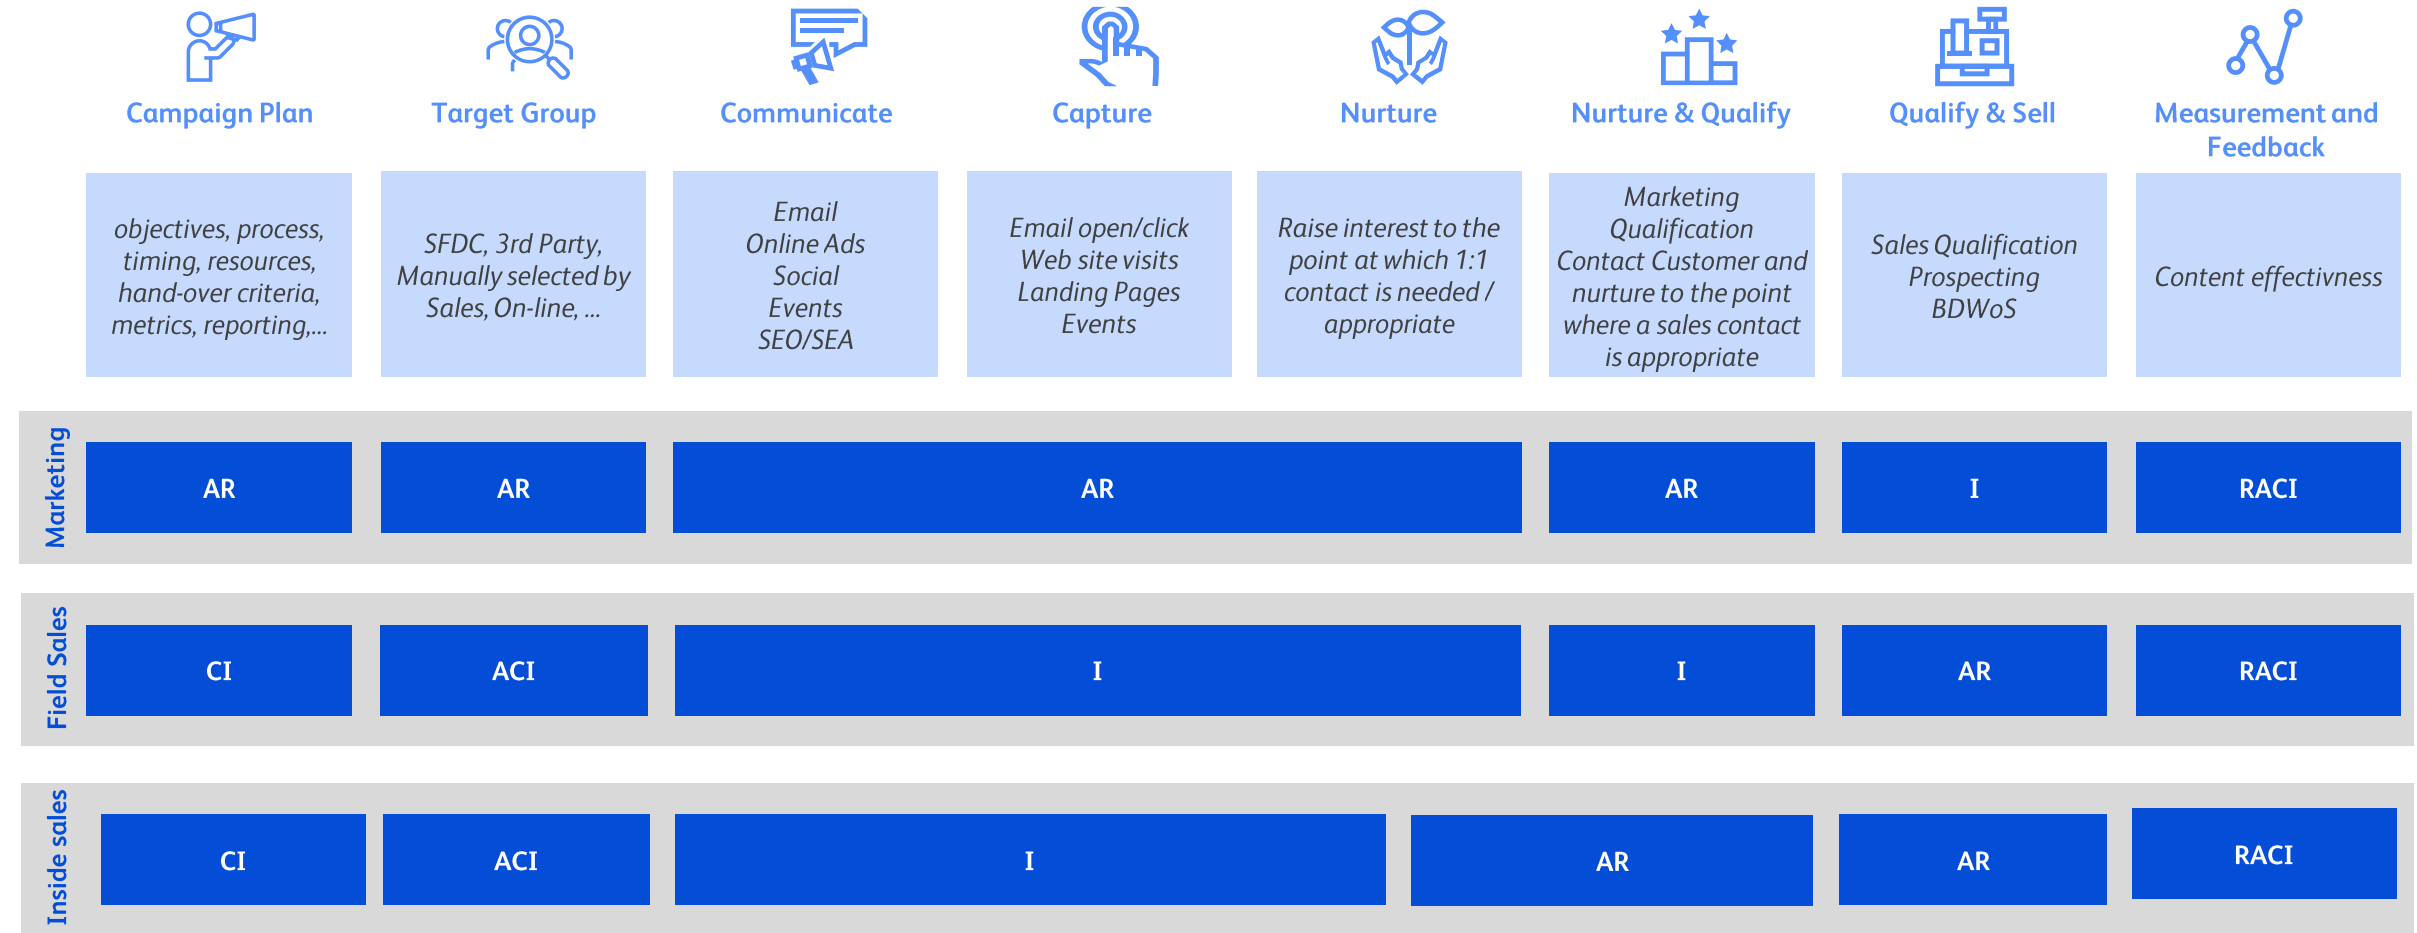 Campaign Plan
Target Group
Communicate
Capture
Nurture
Nurture & Qualify
Qualify & Sell
Measurement and
Feedback
objectives, process,
timing, resources,
hand-over criteria,
metrics, reporting,...
SFDC, 3rd Party,
Manually selected by
Sales, On-line, ...
Email
Online Ads
Social
Events
SEO/SEA
Email open/click
Web site visits
Landing Pages
Events
Raise interest to the
point at which 1:1
contact is needed /
appropriate
Marketing
Qualification
Contact Customer and
nurture to the point
where a sales contact
is appropriate
Sales Qualification
Prospecting
BDWoS
Content effectivness
Marketing
AR
AR
AR
AR
I
RACI
Field Sales
CI
ACI
I
I
AR
RACI
Inside sales
CI
ACI
I
AR
AR
RACI